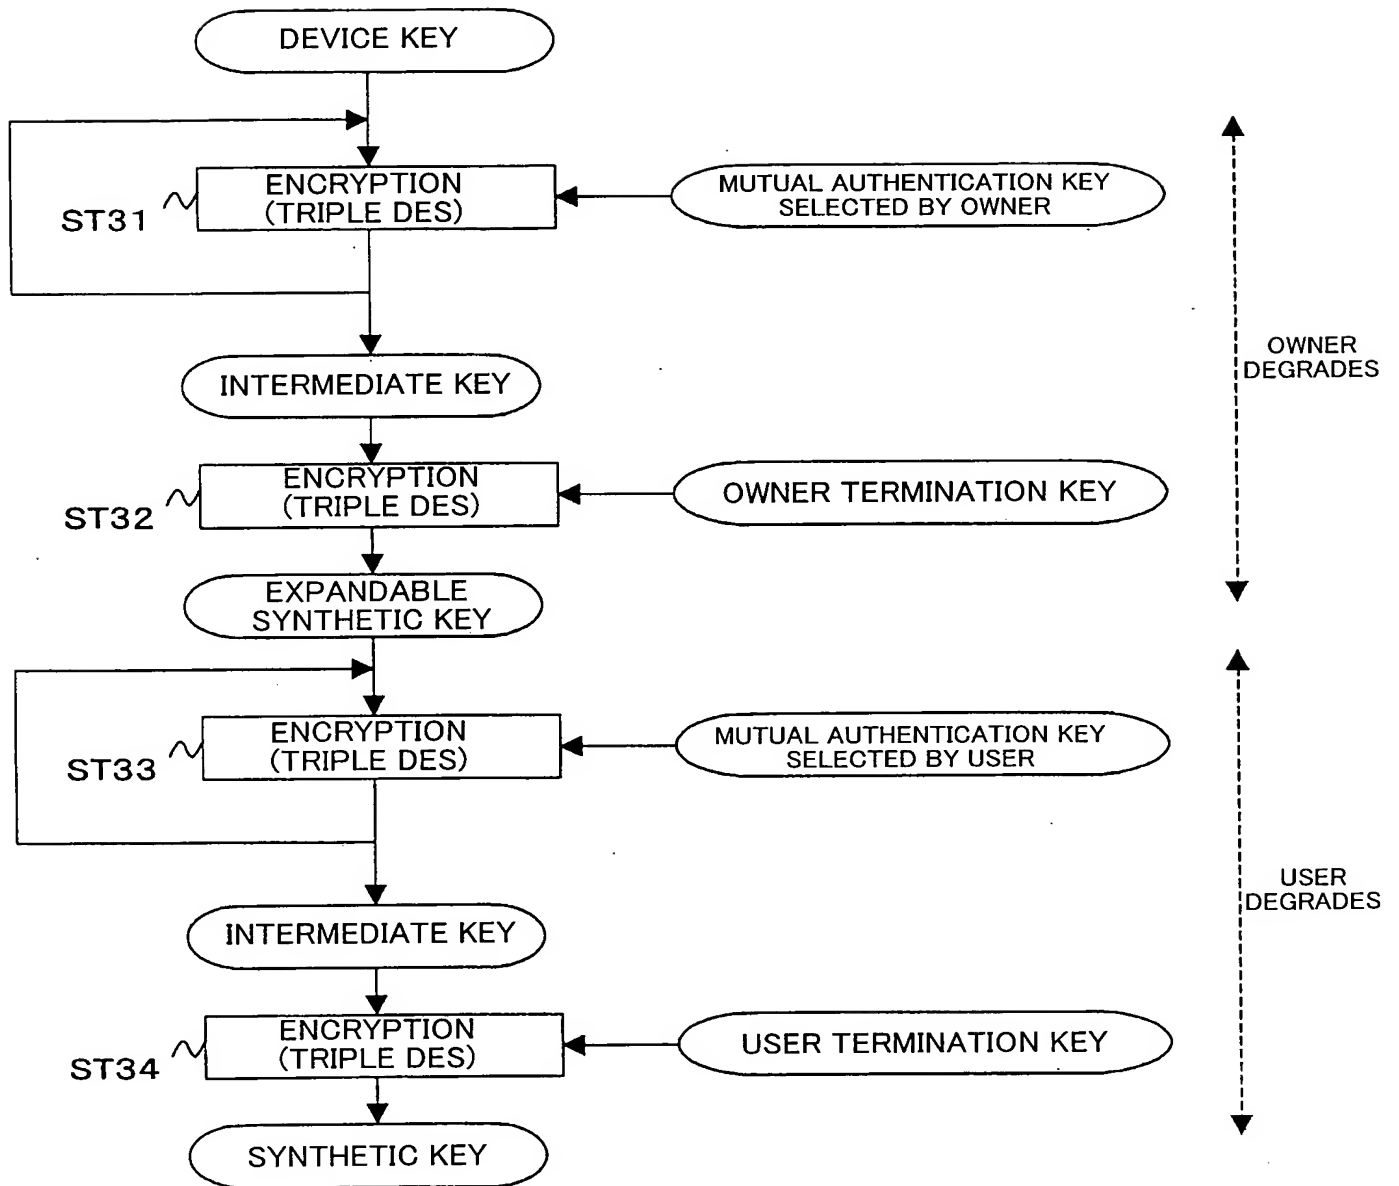 DEVICE KEY
ENCRYPTION
(TRIPLE DES)
ST31
MUTUAL AUTHENTICATION KEY
SELECTED BY OWNER
OWNER
DEGRADES
INTERMEDIATE KEY
ENCRYPTION
(TRIPLE DES)
ST32
OWNER TERMINATION KEY
EXPANDABLE
SYNTHETIC KEY
ENCRYPTION
(TRIPLE DES)
ST33
MUTUAL AUTHENTICATION KEY
SELECTED BY USER
USER
DEGRADES
INTERMEDIATE KEY
ENCRYPTION
(TRIPLE DES)
ST34
USER TERMINATION KEY
SYNTHETIC KEY